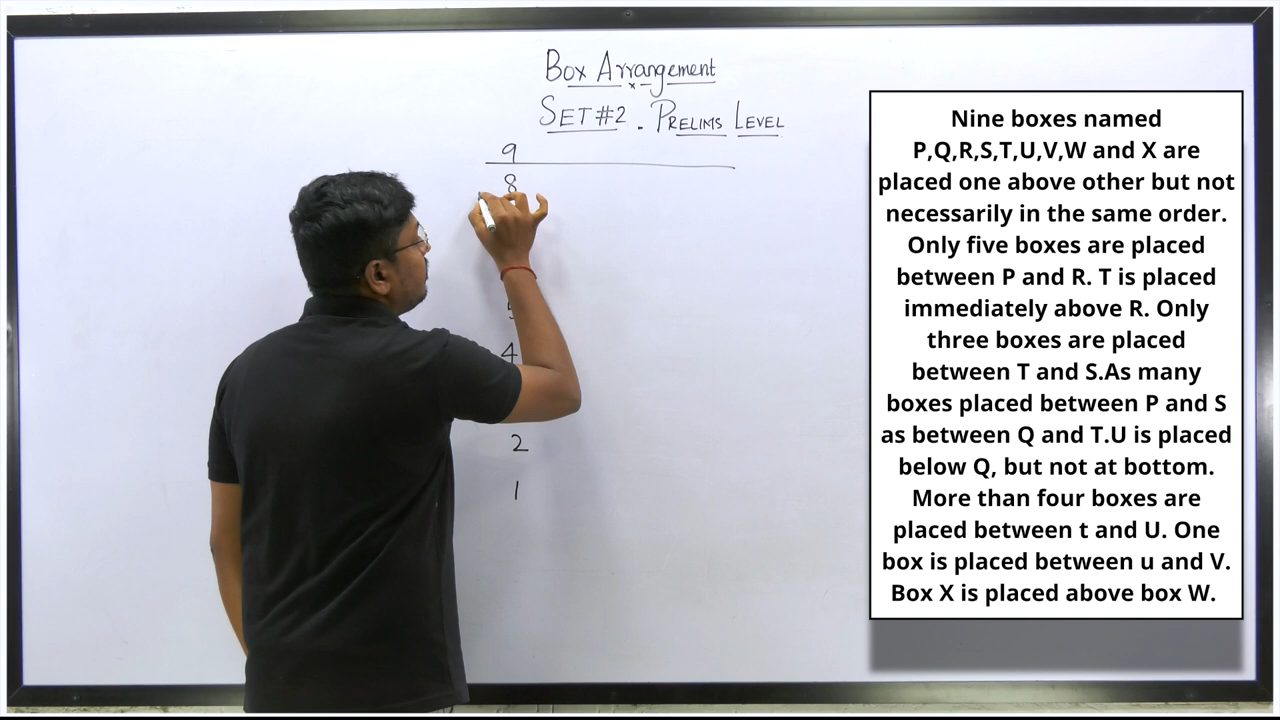 Box Arrangement
SET#2 - PRELIMS LEVEL
9
8
5
4
2
1
Nine boxes named
P,Q,R,S,T,U,V,W and X are
placed one above other but not
necessarily in the same order.
Only five boxes are placed
between P and R. T is placed
immediately above R. Only
three boxes are placed
between T and S.As many
boxes placed between P and S
as between Q and T.U is placed
below Q, but not at bottom.
More than four boxes are
placed between t and U. One
box is placed between u and V.
Box X is placed above box W.